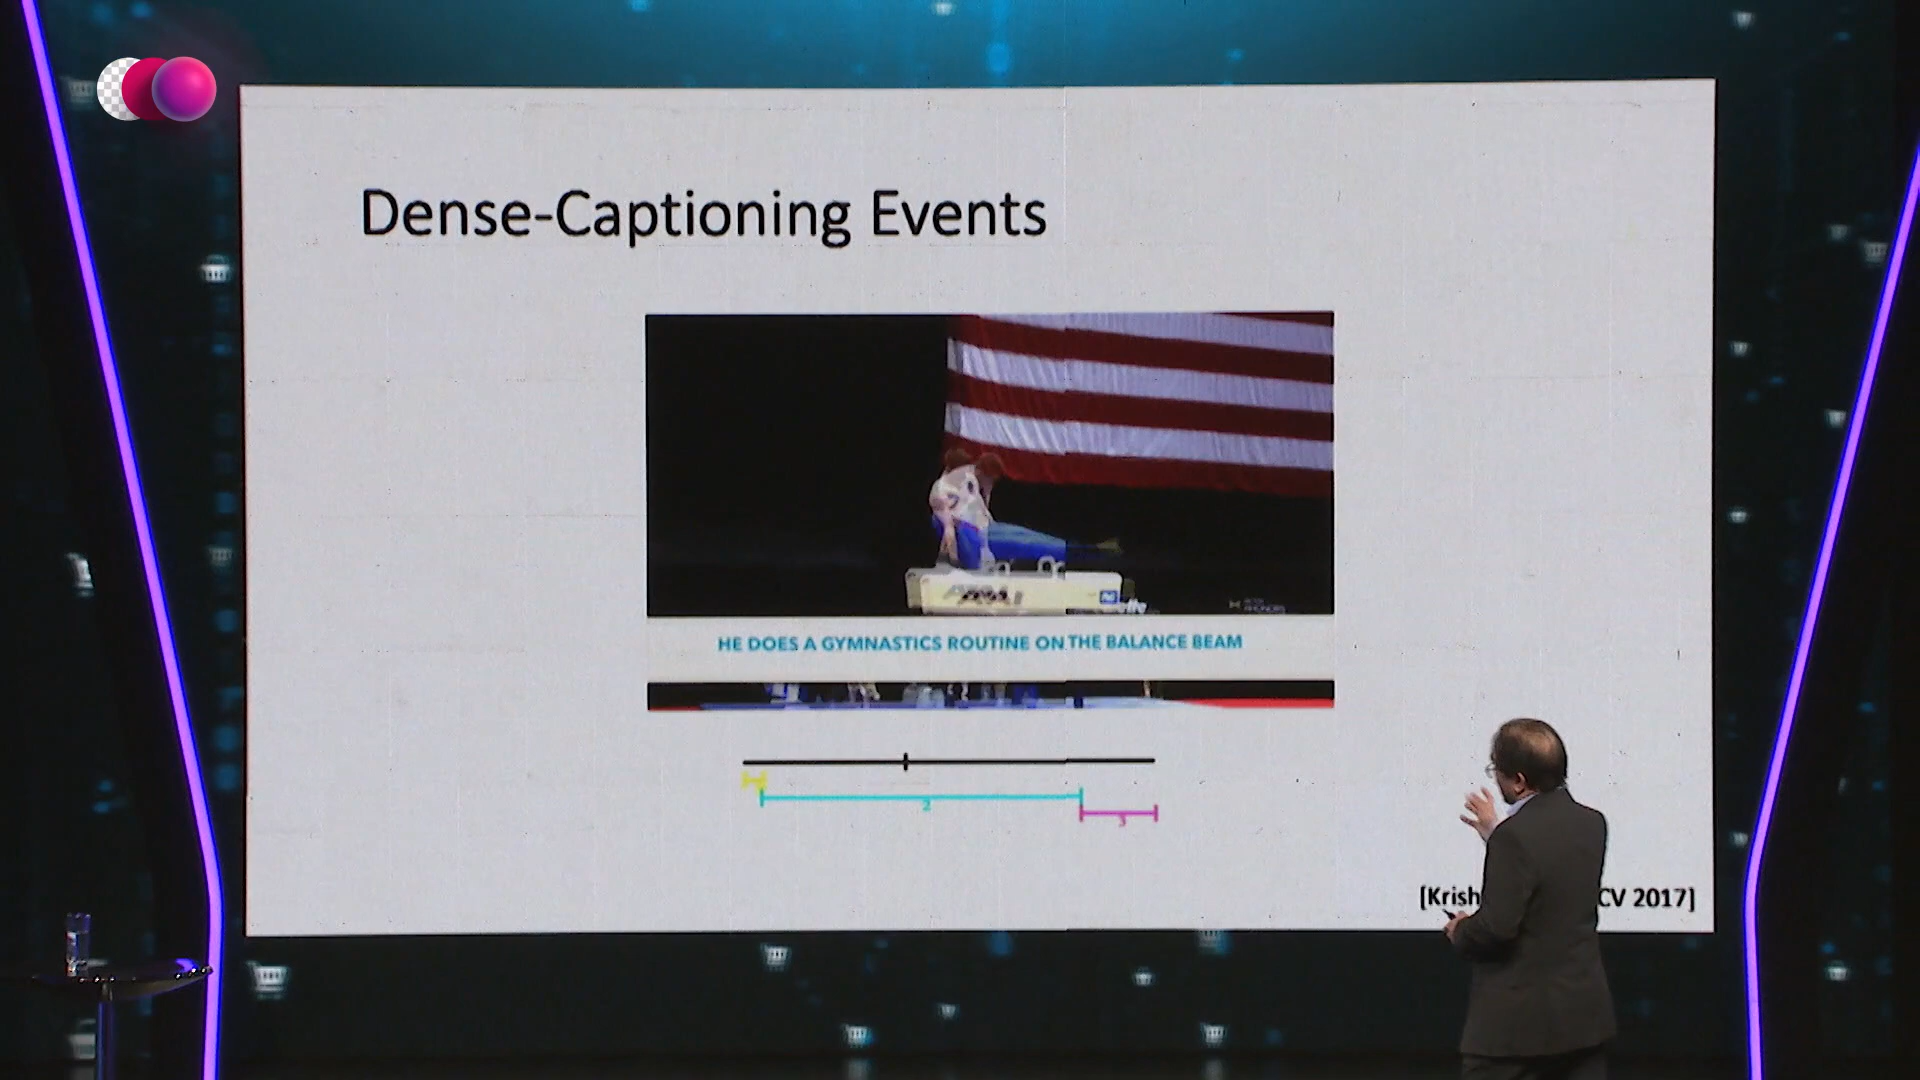 Dense-Captioning Events
HE DOES A GYMNASTICS ROUTINE ON THE BALANCE BEAM
2
3
[Krish CV 2017]